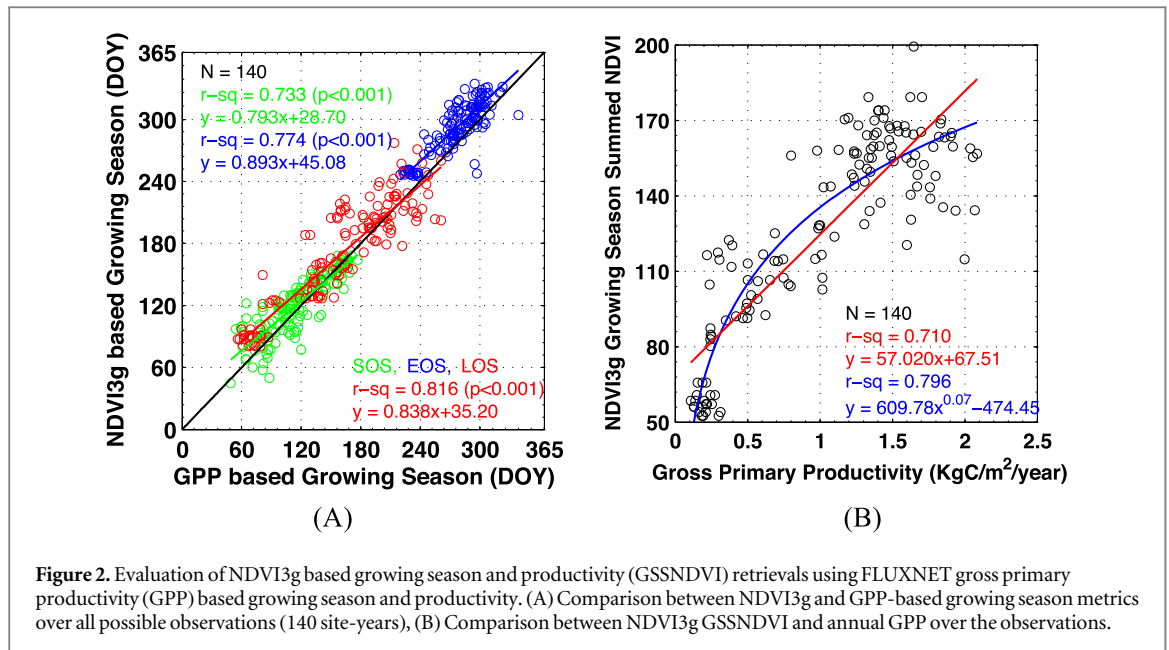 NDVI3g based Growing Season (DOY)
365
300
240
180
120
60
0
N = 140
r−sq = 0.733 (p<0.001)
y = 0.793x+28.70
r−sq = 0.774 (p<0.001)
y = 0.893x+45.08
SOS, EOS, LOS
r−sq = 0.816 (p<0.001)
y = 0.838x+35.20
0 60 120 180 240 300 365
GPP based Growing Season (DOY)
(A)
NDVI3g Growing Season Summed NDVI
200
170
140
110
80
50
N = 140
r−sq = 0.710
y = 57.020x+67.51
r−sq = 0.796
y = 609.78x^0.07−474.45
0 0.5 1 1.5 2 2.5
Gross Primary Productivity (KgC/m²/year)
(B)
Figure 2. Evaluation of NDVI3g based growing season and productivity (GSSNDVI) retrievals using FLUXNET gross primary
productivity (GPP) based growing season and productivity. (A) Comparison between NDVI3g and GPP-based growing season metrics
over all possible observations (140 site-years), (B) Comparison between NDVI3g GSSNDVI and annual GPP over the observations.